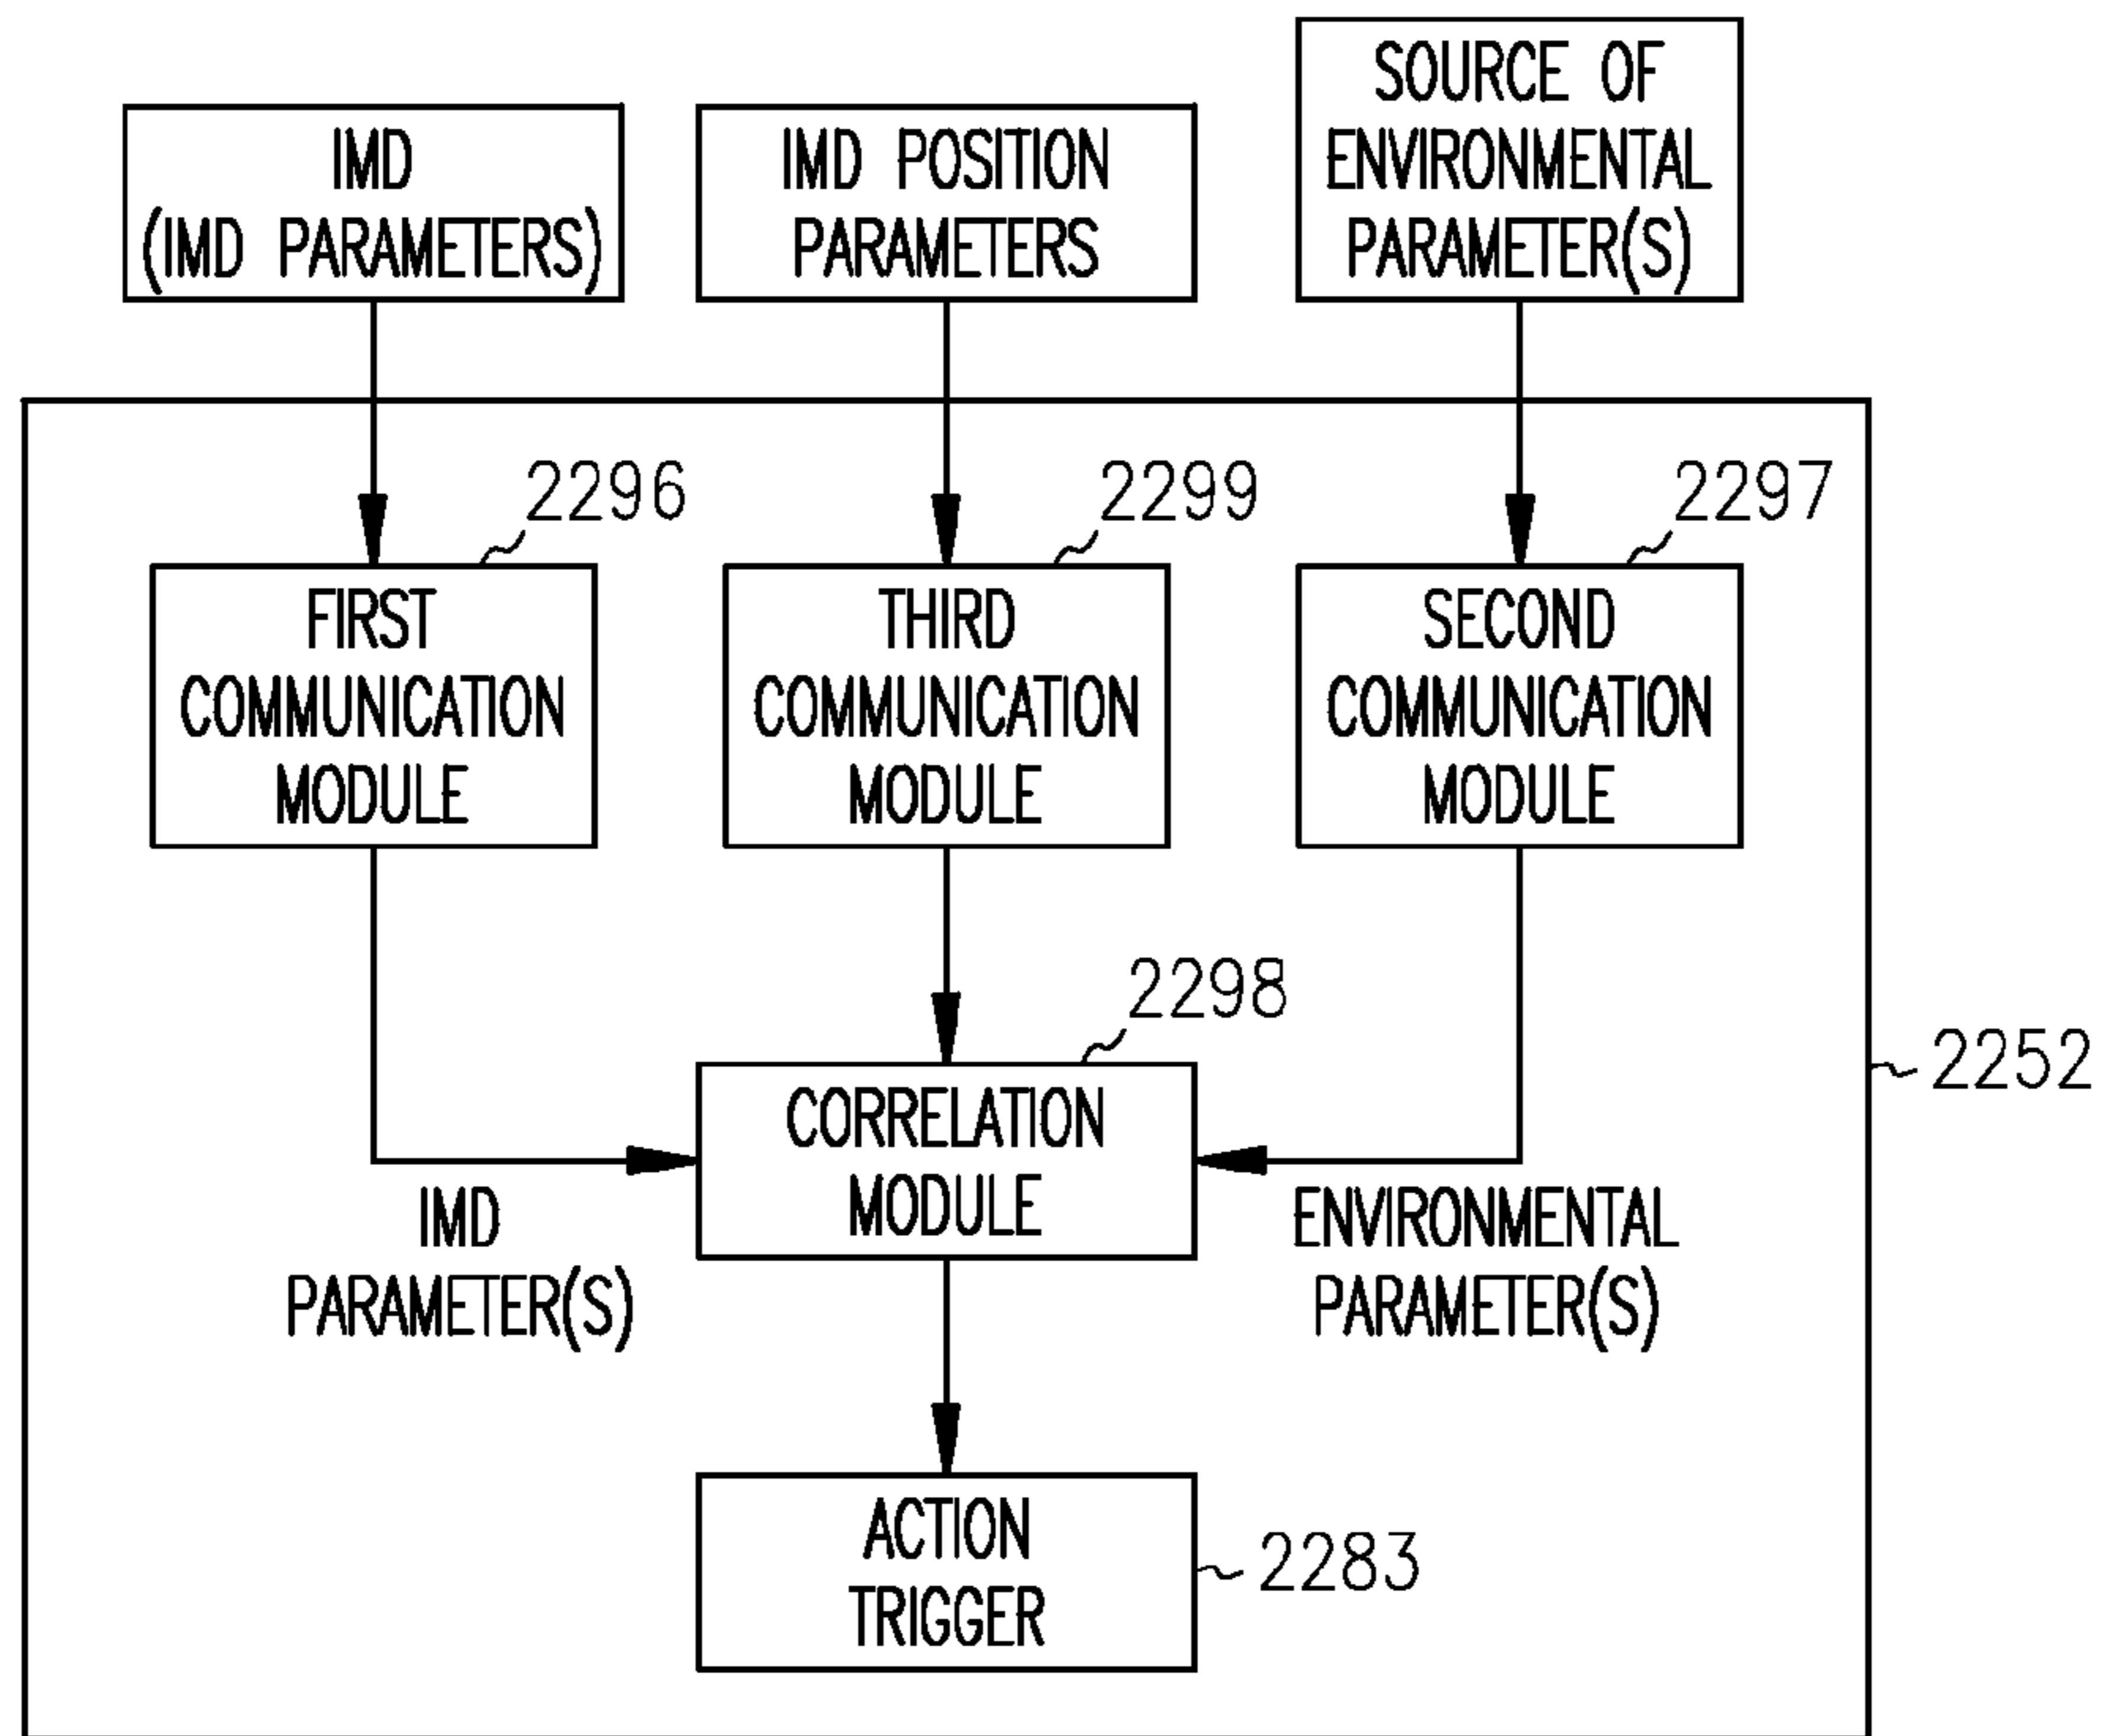 IMD
(IMD PARAMETERS)
IMD POSITION
PARAMETERS
SOURCE OF
ENVIRONMENTAL
PARAMETER(S)
2296
FIRST
COMMUNICATION
MODULE
2299
THIRD
COMMUNICATION
MODULE
2297
SECOND
COMMUNICATION
MODULE
2298
CORRELATION
MODULE
2252
IMD
PARAMETER(S)
ENVIRONMENTAL
PARAMETER(S)
ACTION
TRIGGER
2283